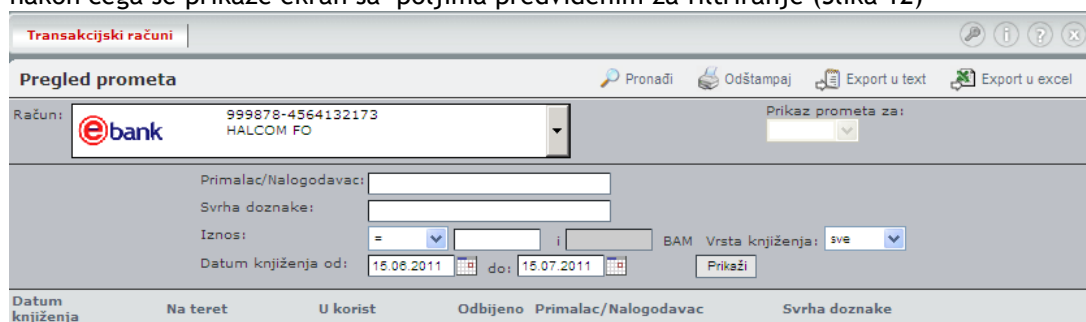 nakon čega se prikaže ekran sa poljima predviđenim za filtriranje (slika 12)
Transakcijski računi
Pregled prometa Pronađi Odštampaj Export u text Export u excel
Račun: ebank 999878-4564132173 Prikaz prometa za:
HALCOM FO
Primalac/Nalogodavac:
Svrha doznake:
Iznos: = i BAM Vrsta knjiženja: sve
Datum knjiženja od: 15.06.2011 do: 15.07.2011 Prikaži
Datum knjiženja Na teret U korist Odbijeno Primalac/Nalogodavac Svrha doznake